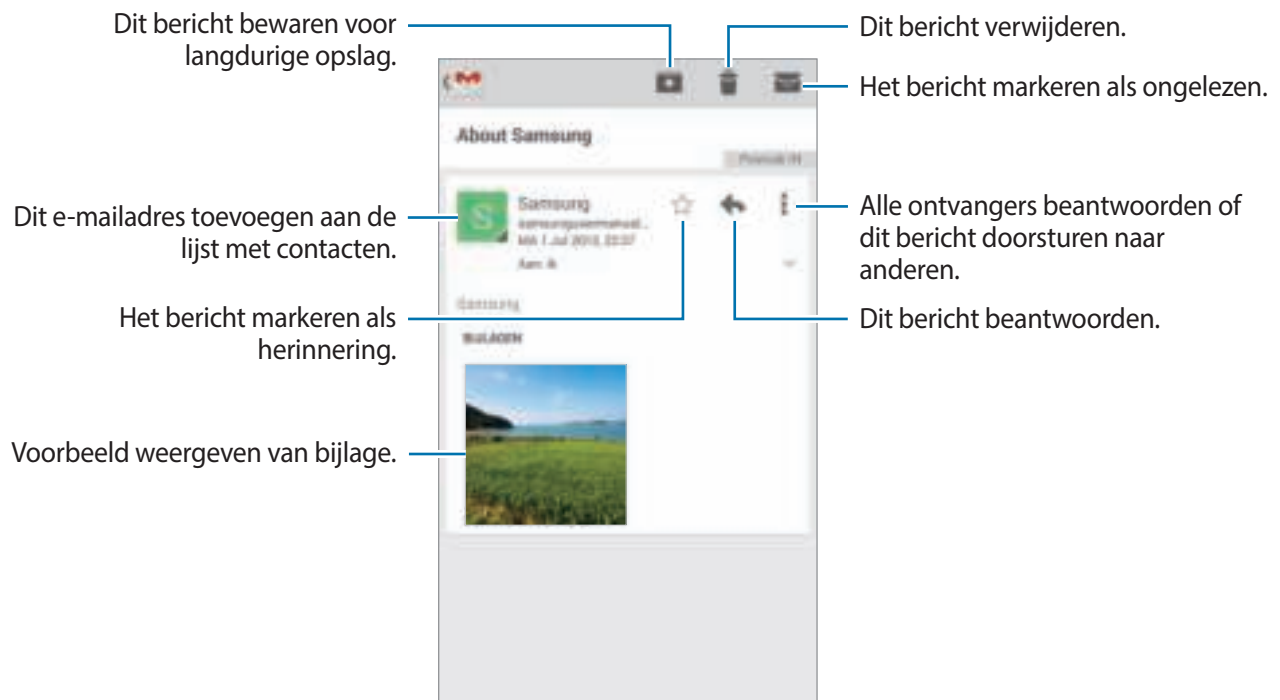 Dit bericht bewaren voor
langdurige opslag.
Dit bericht verwijderen.
Het bericht markeren als ongelezen.
About Samsung
Dit e-mailadres toevoegen aan de
lijst met contacten.
S
Samsung
Alle ontvangers beantwoorden of
dit bericht doorsturen naar
anderen.
Samsung
Het bericht markeren als
herinnering.
Dit bericht beantwoorden.
BIJLAGEN
Voorbeeld weergeven van bijlage.